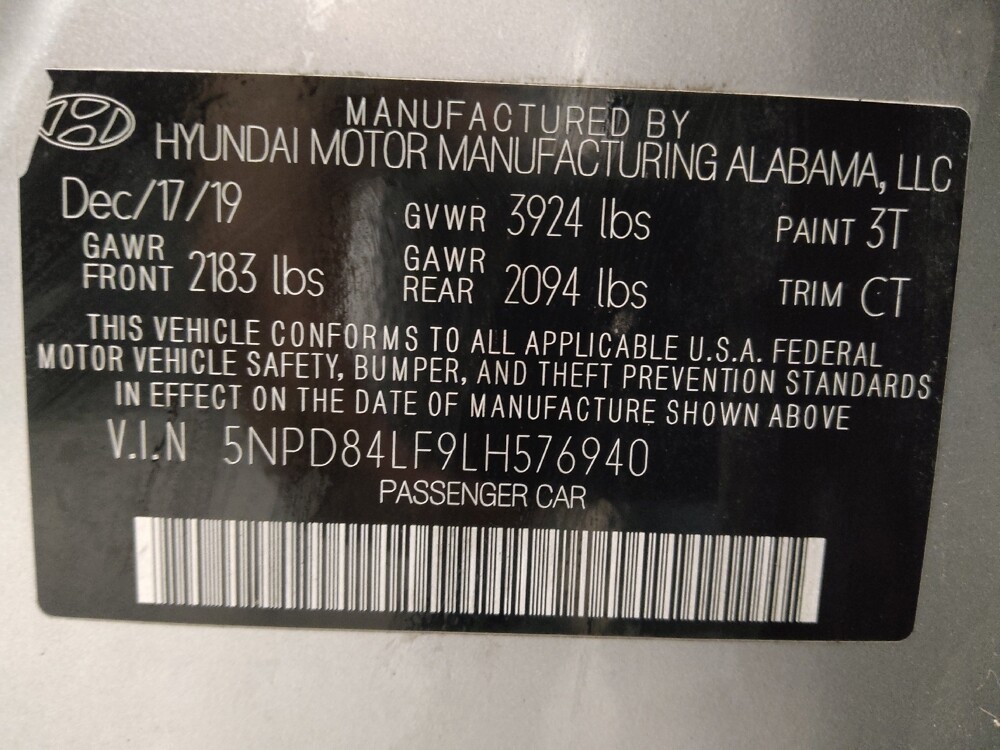 MANUFACTURED BY
HYUNDAI MOTOR MANUFACTURING ALABAMA, LLC
Dec/17/19 GVWR 3924 lbs PAINT 3T
GAWR FRONT 2183 lbs GAWR REAR 2094 lbs TRIM CT
THIS VEHICLE CONFORMS TO ALL APPLICABLE U.S.A. FEDERAL
MOTOR VEHICLE SAFETY, BUMPER, AND THEFT PREVENTION STANDARDS
IN EFFECT ON THE DATE OF MANUFACTURE SHOWN ABOVE
V.I.N 5NPD84LF9LH576940
PASSENGER CAR